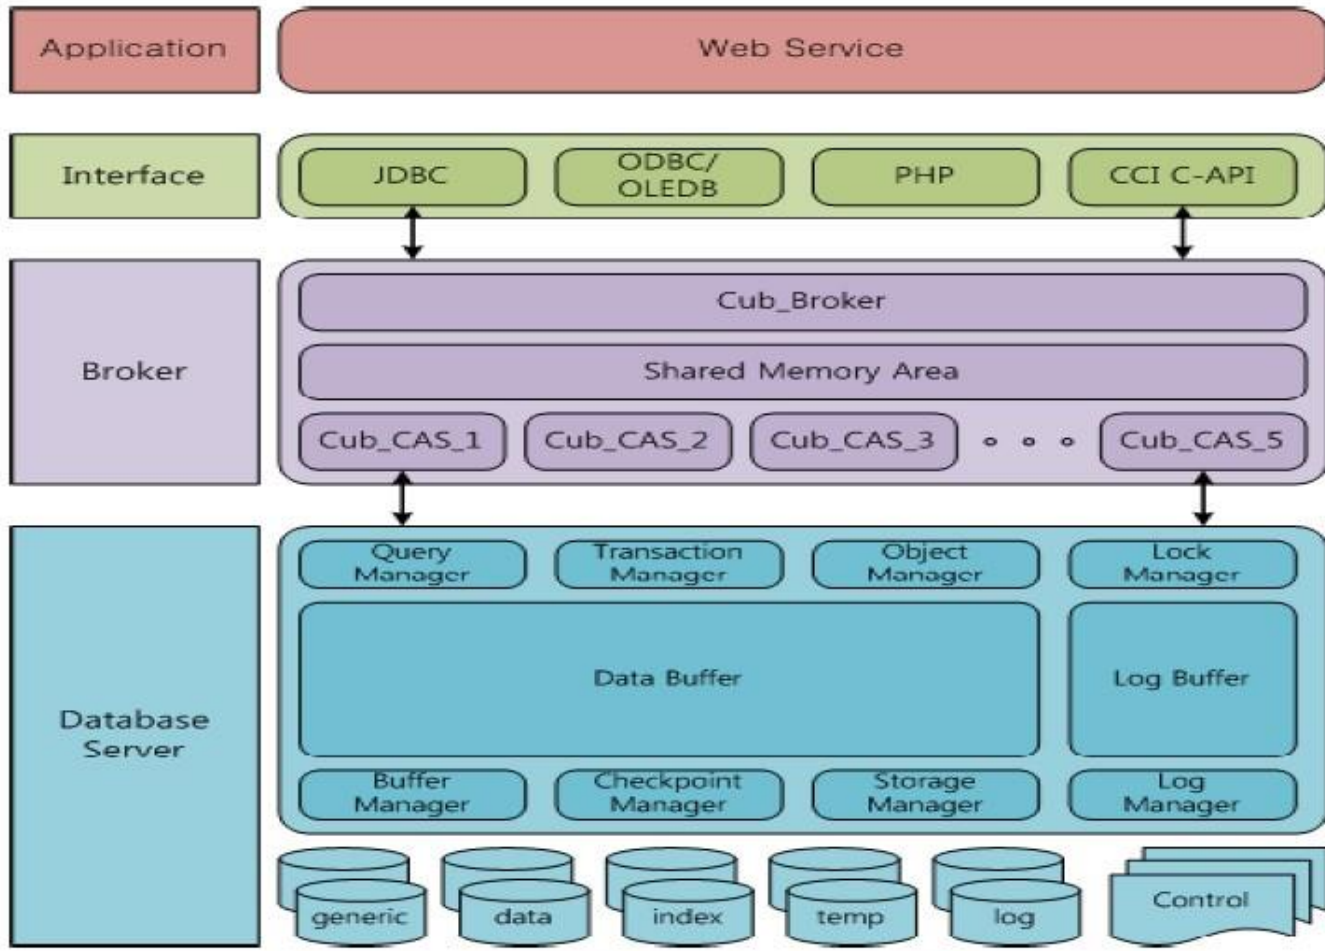 Application
Web Service
Interface
JDBC
ODBC/
OLEDB
PHP
CCI C-API
Broker
Cub_Broker
Shared Memory Area
Cub_CAS_1
Cub_CAS_2
Cub_CAS_3
Cub_CAS_5
Database
Server
Query
Manager
Transaction
Manager
Object
Manager
Lock
Manager
Data Buffer
Log Buffer
Buffer
Manager
Checkpoint
Manager
Storage
Manager
Log
Manager
generic
data
index
temp
log
Control